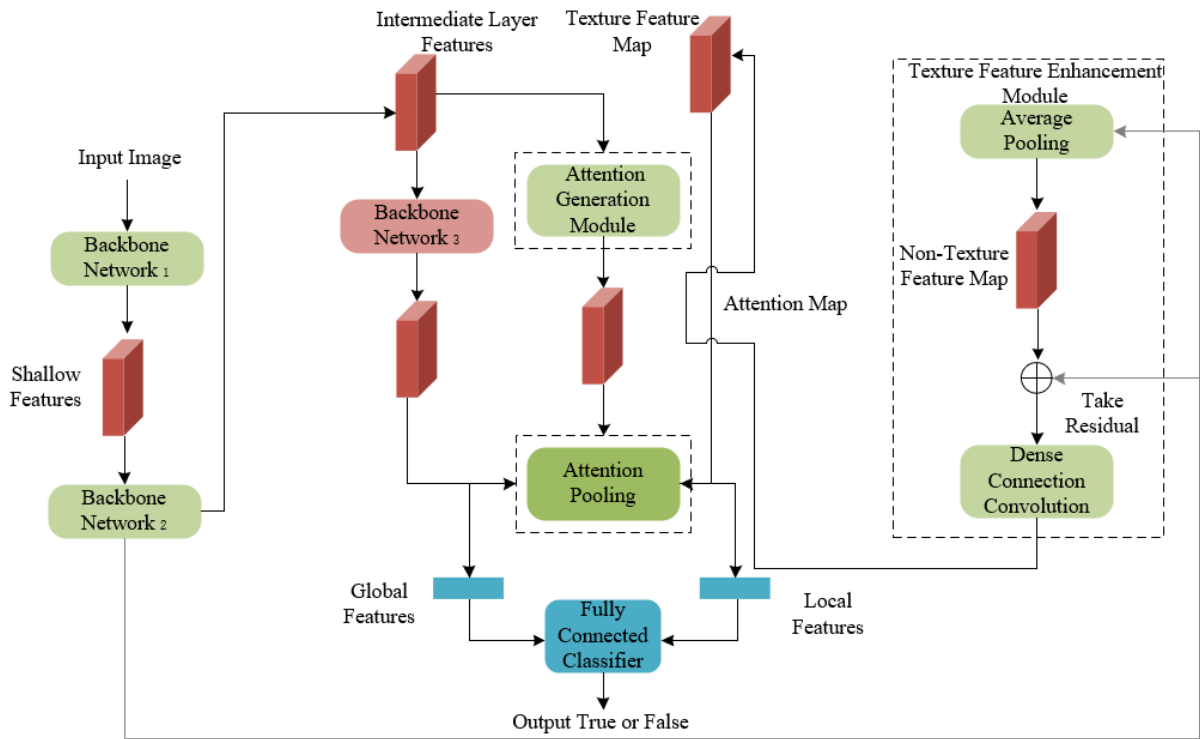 Intermediate Layer
Features
Texture Feature
Map
Texture Feature Enhancement
Module
Average
Pooling
Input Image
Attention
Generation
Module
Backbone
Network 3
Backbone
Network 1
Non-Texture
Feature Map
Attention Map
Shallow
Features
Take
Residual
Attention
Pooling
Dense
Connection
Convolution
Backbone
Network 2
Global
Features
Fully
Connected
Classifier
Local
Features
Output True or False